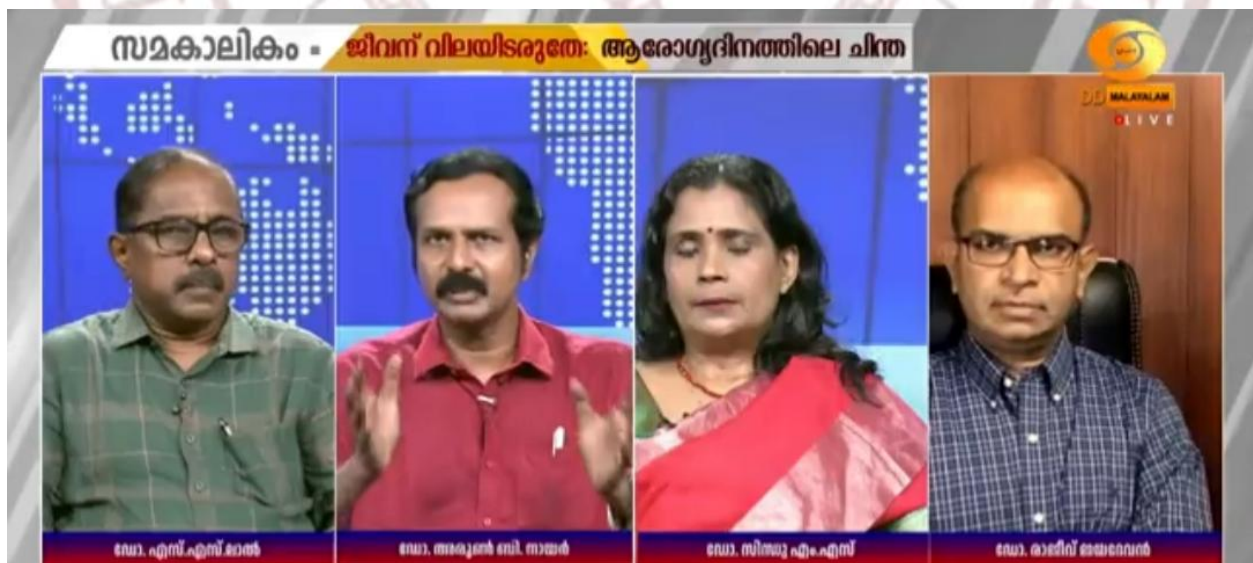 സമകാലികം - ജീവന് വിലയിടരുതേ: ആരോഗ്യദിനത്തിലെ ചിന്ത
DD MALAYALAM
LIVE
ഡോ. എസ്.എസ്.ലാൽ
ഡോ. അരുൺ ബി. നായർ
ഡോ. സിന്ധു എം.എസ്
ഡോ. രാജീവ് ജയദേവൻ